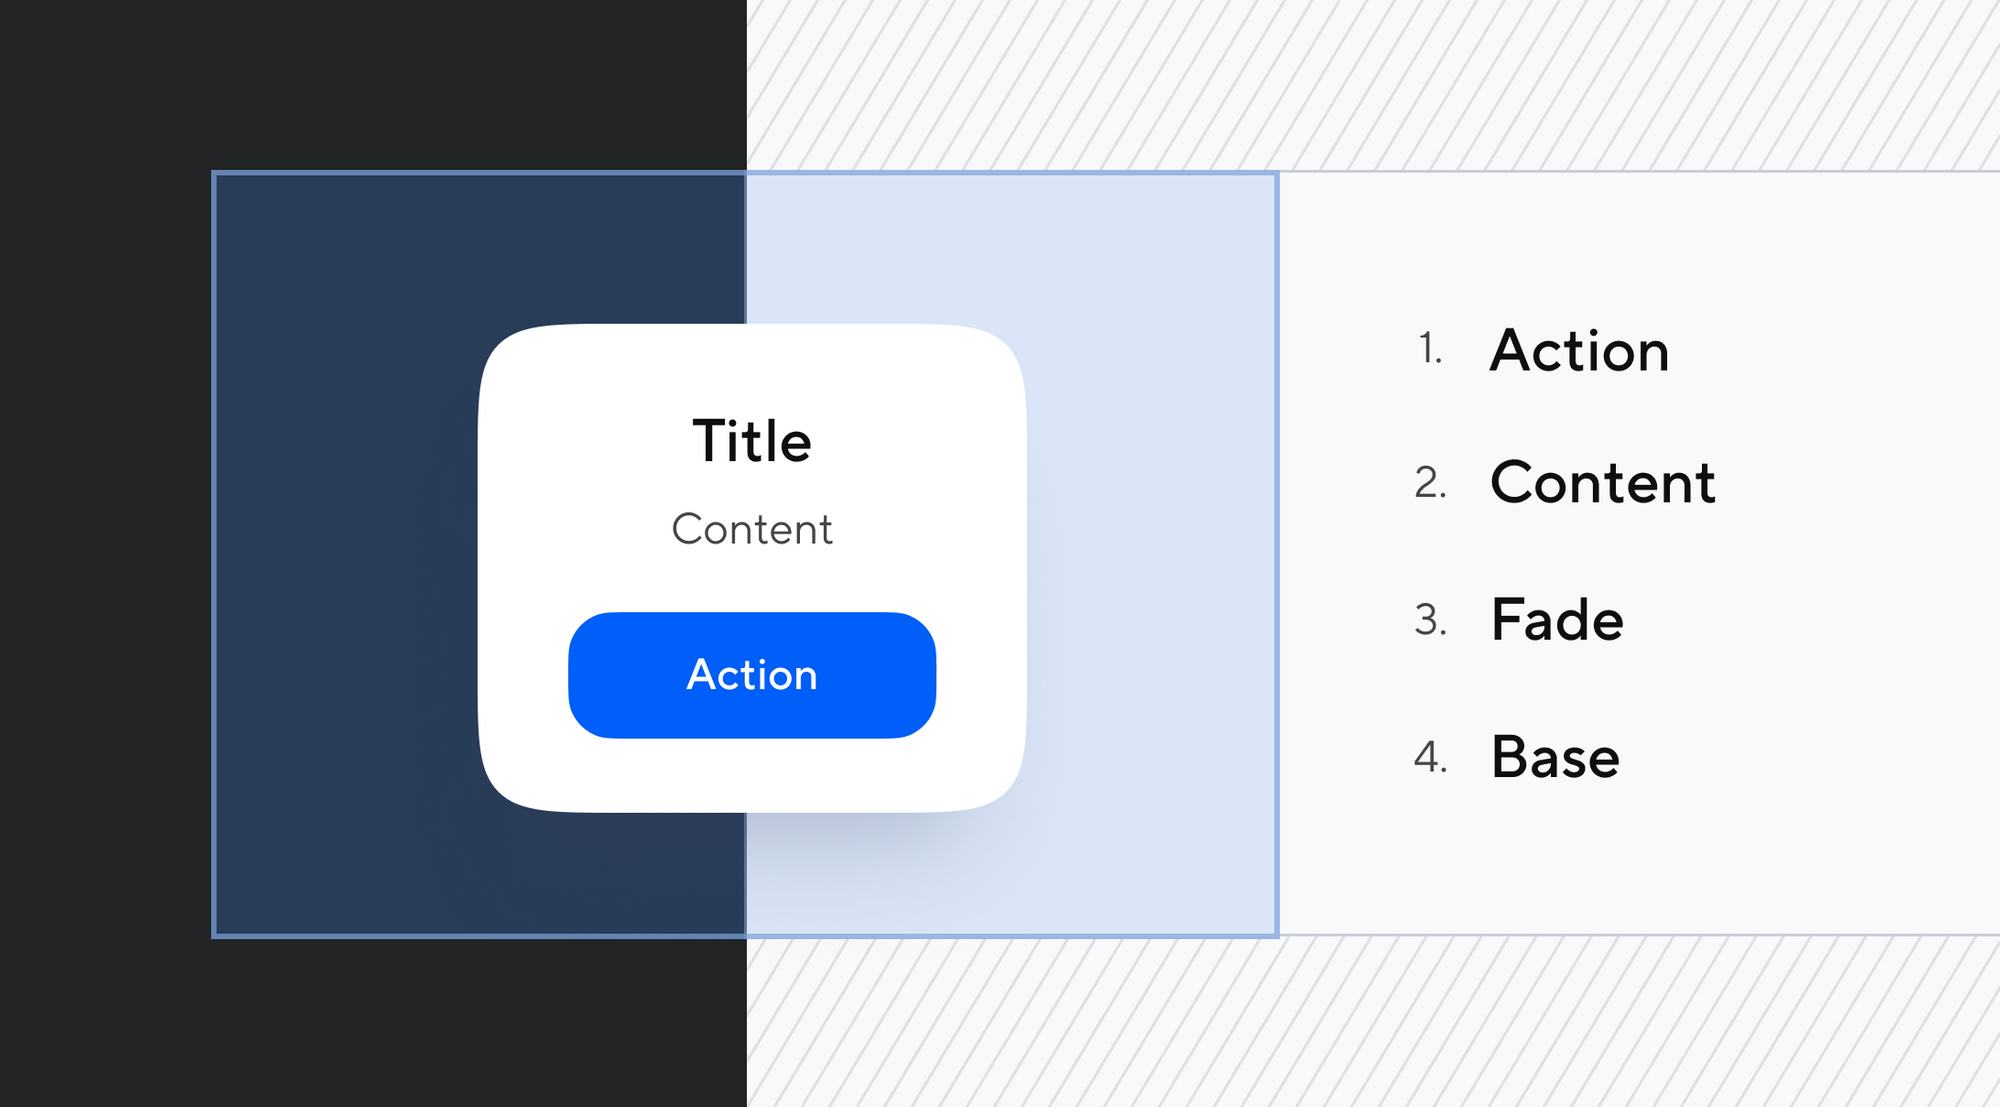 Title
Content
Action
1. Action
2. Content
3. Fade
4. Base